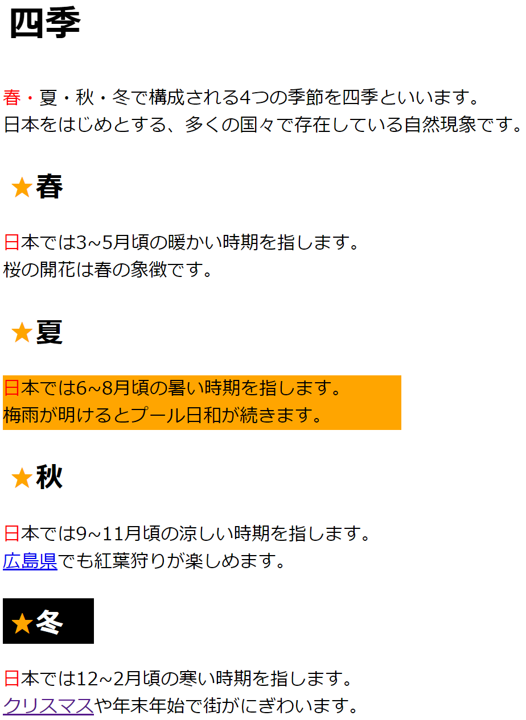 四季
春・夏・秋・冬で構成される4つの季節を四季といいます。
日本をはじめとする、多くの国々で存在している自然現象です。
★春
日本では3~5月頃の暖かい時期を指します。
桜の開花は春の象徴です。
★夏
日本では6~8月頃の暑い時期を指します。
梅雨が明けるとプール日和が続きます。
★秋
日本では9~11月頃の涼しい時期を指します。
広島県でも紅葉狩りが楽しめます。
★冬
日本では12~2月頃の寒い時期を指します。
クリスマスや年末年始で街がにぎわいます。